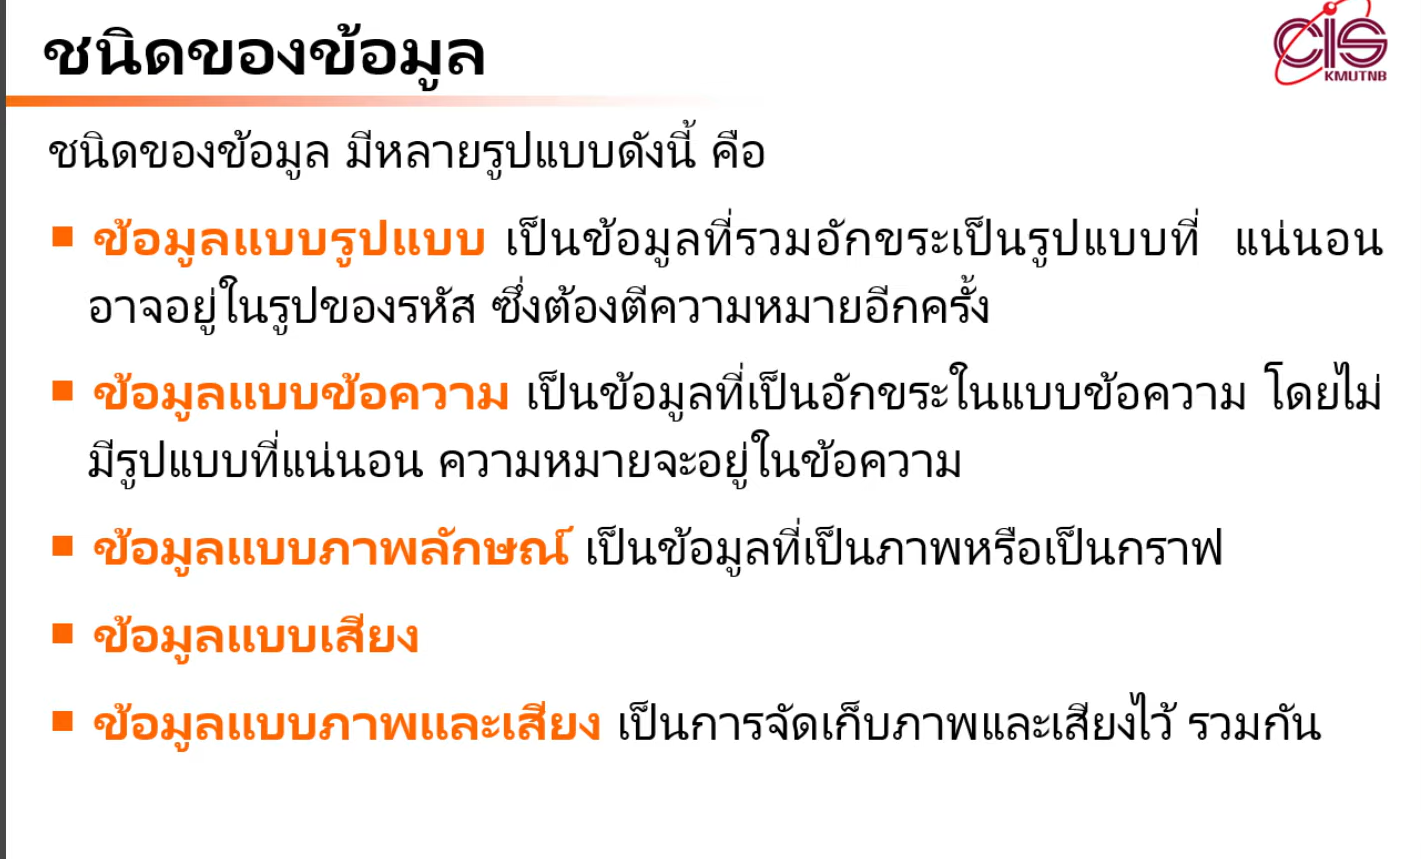 ชนิดของข้อมูล
CIS
KMUTNB
ชนิดของข้อมูล มีหลายรูปแบบดังนี้ คือ
ข้อมูลแบบรูปแบบ เป็นข้อมูลที่รวมอักขระเป็นรูปแบบที่ แน่นอน
อาจอยู่ในรูปของรหัส ซึ่งต้องตีความหมายอีกครั้ง
ข้อมูลแบบข้อความ เป็นข้อมูลที่เป็นอักขระในแบบข้อความ โดยไม่
มีรูปแบบที่แน่นอน ความหมายจะอยู่ในข้อความ
ข้อมูลแบบภาพลักษณ์ เป็นข้อมูลที่เป็นภาพหรือเป็นกราฟ
ข้อมูลแบบเสียง
ข้อมูลแบบภาพและเสียง เป็นการจัดเก็บภาพและเสียงไว้ รวมกัน